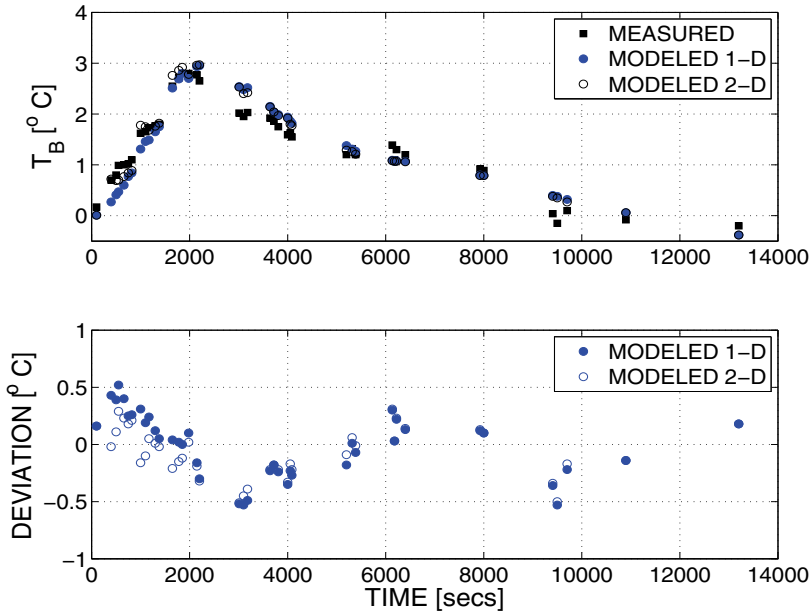 4
3
2
1
0
T_B [° C]
0 2000 4000 6000 8000 10000 12000 14000
MEASURED
MODELED 1-D
MODELED 2-D
1
0.5
0
-0.5
-1
DEVIATION [° C]
0 2000 4000 6000 8000 10000 12000 14000
TIME [secs]
MODELED 1-D
MODELED 2-D